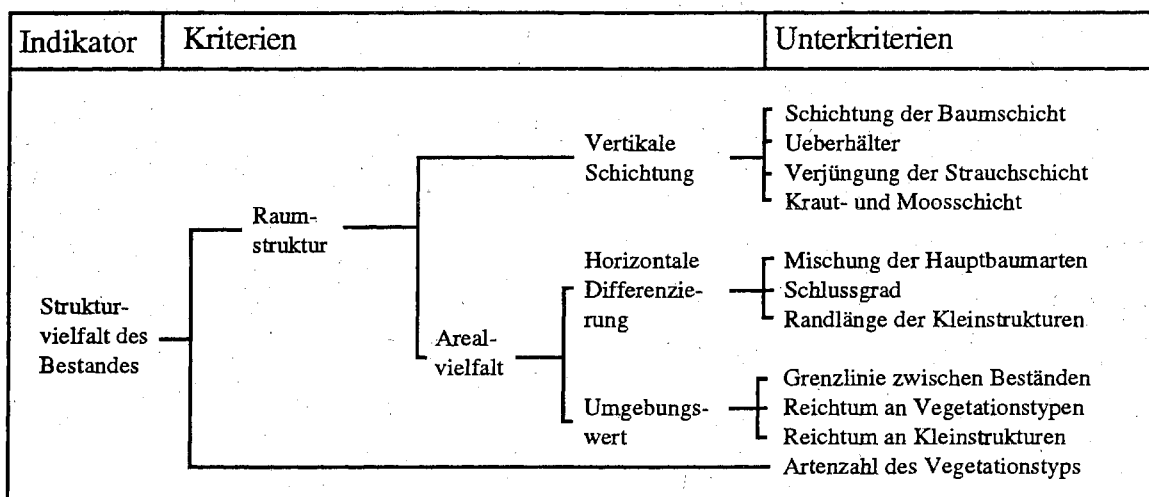 Indikator
Kriterien
Unterkriterien
Struktur-
vielfalt des
Bestandes
Raum-
struktur
Areal-
vielfalt
Vertikale
Schichtung
Horizontale
Differenzie-
rung
Umgebungs-
wert
Schichtung der Baumschicht
Ueberhälter
Verjüngung der Strauchschicht
Kraut- und Moosschicht
Mischung der Hauptbaumarten
Schlussgrad
Randlänge der Kleinstrukturen
Grenzlinie zwischen Beständen
Reichtum an Vegetationstypen
Reichtum an Kleinstrukturen
Artenzahl des Vegetationstyps